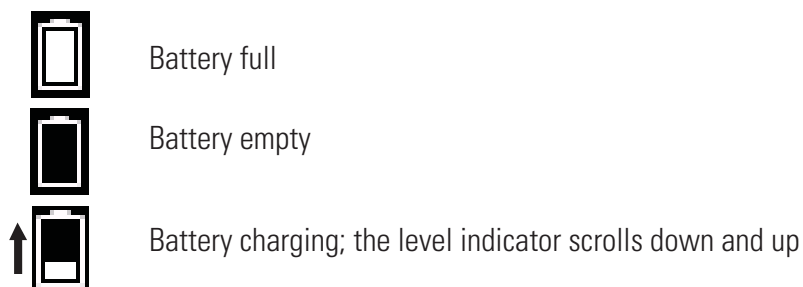 Battery full
Battery empty
Battery charging; the level indicator scrolls down and up